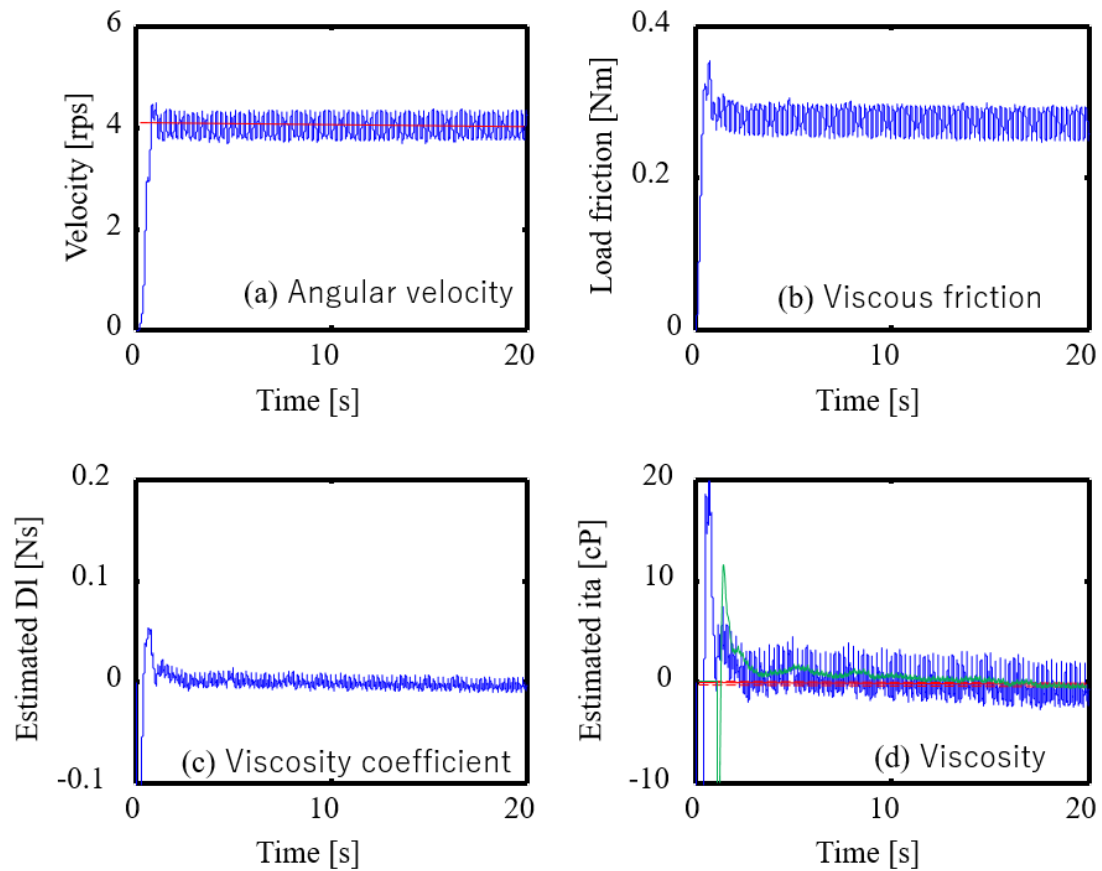 6
4
2
0
Velocity [rps]
(a) Angular velocity
0
10
20
Time [s]
0.4
0.2
0
Load friction [Nm]
(b) Viscous friction
0
10
20
Time [s]
0.2
0.1
0
-0.1
Estimated Dl [Ns]
(c) Viscosity coefficient
0
10
20
Time [s]
20
10
0
-10
Estimated ita [cP]
(d) Viscosity
0
10
20
Time [s]